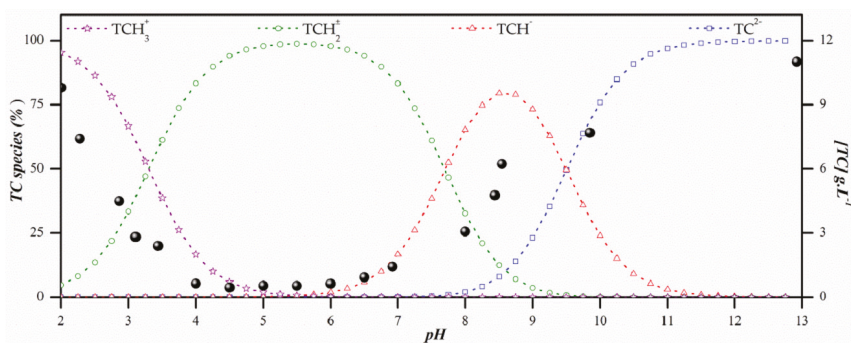 TCH₃⁺ TCH₂± TCH⁻ TC²⁻
100
75
50
25
0
TC species (%)
12
9
6
3
0
[TC] g.L⁻¹
2 3 4 5 6 7 8 9 10 11 12 13
pH